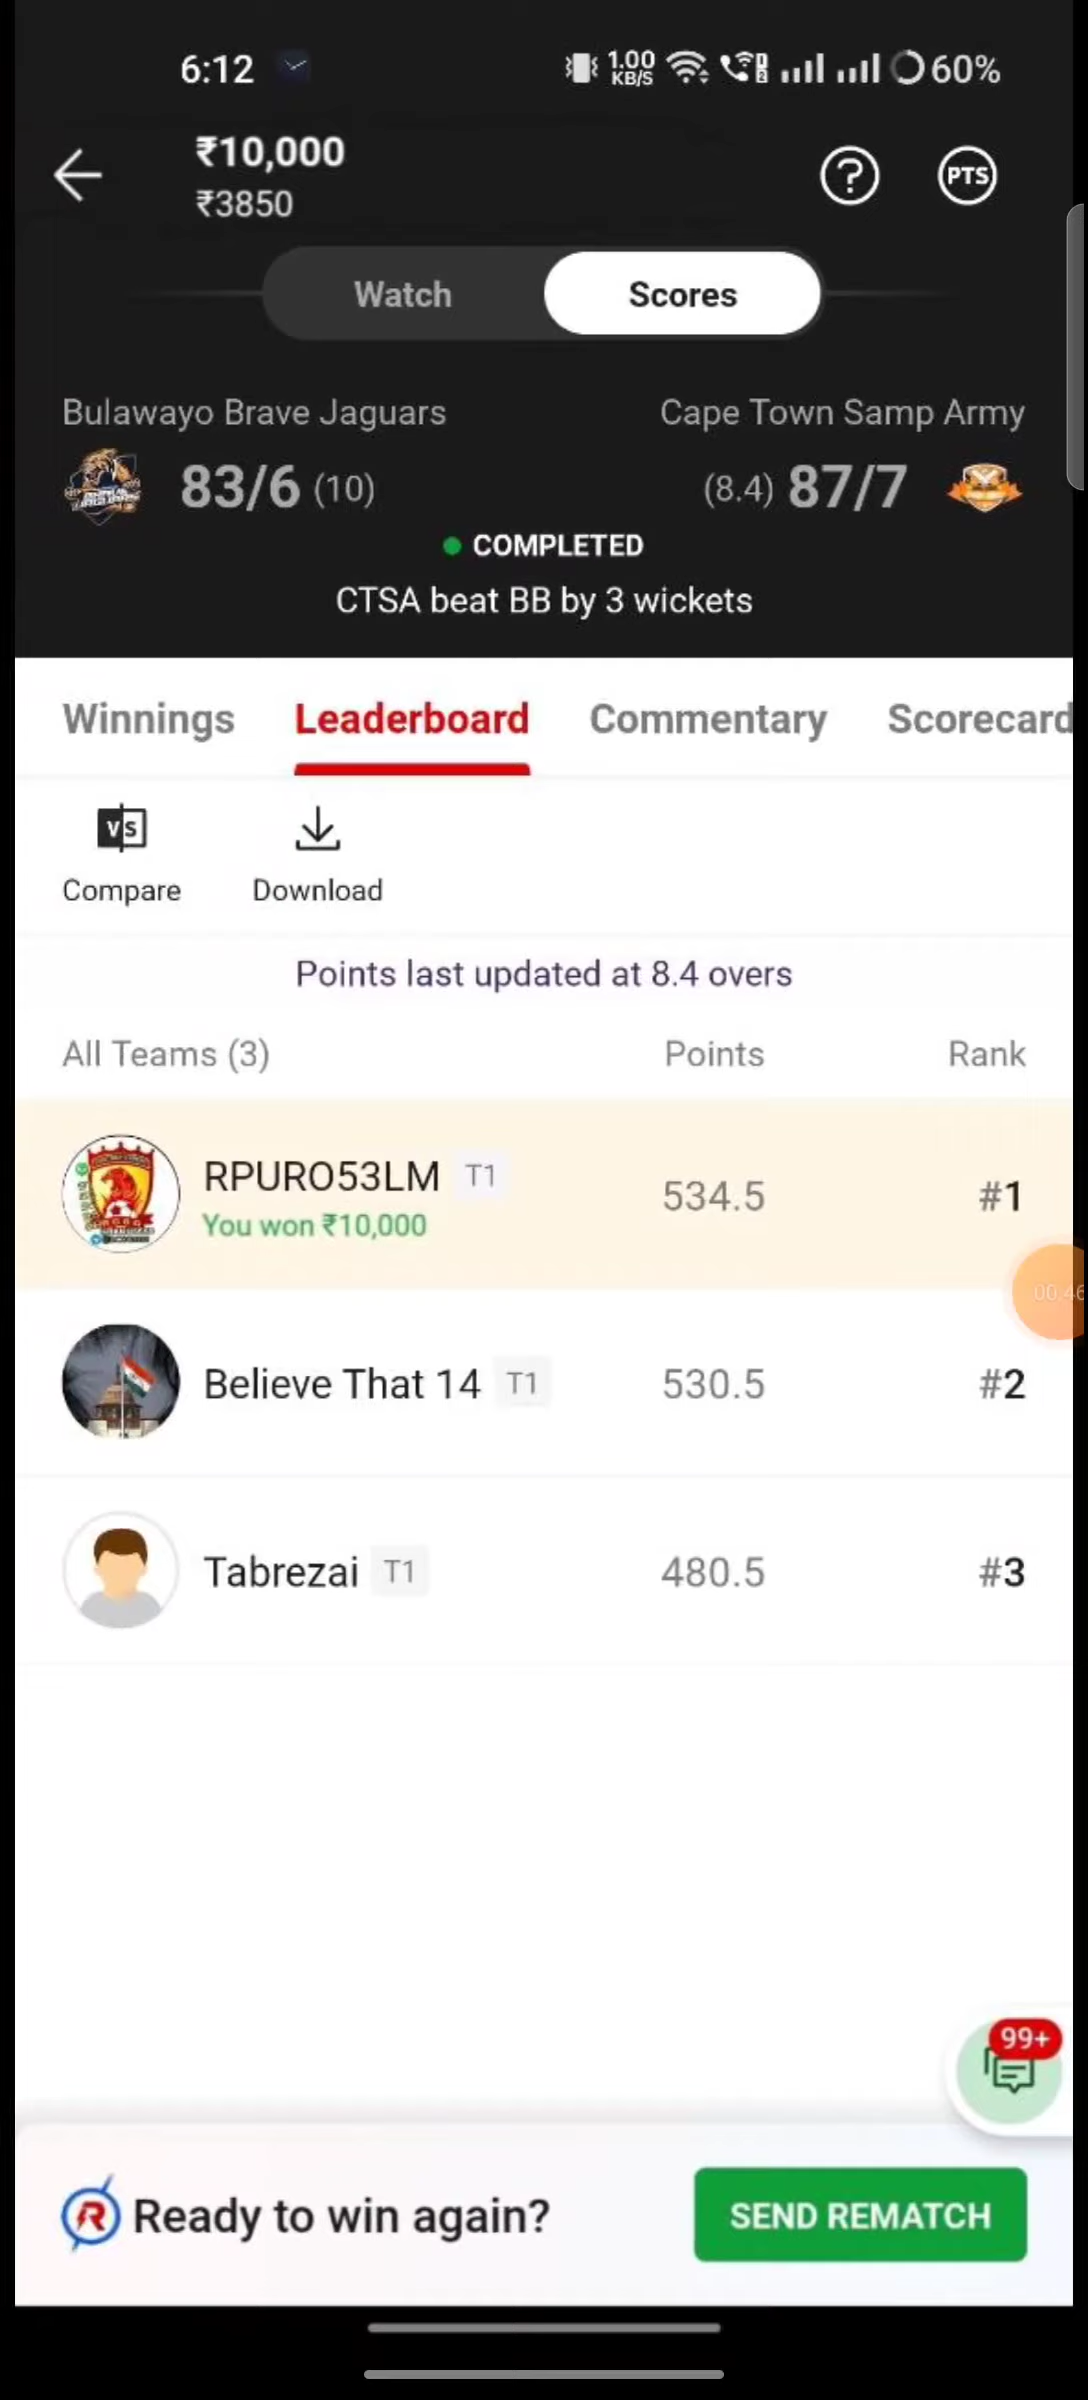 6:12
1.00
KB/S
60%
₹10,000
₹3850
?
PTS
Watch
Scores
Bulawayo Brave Jaguars
Cape Town Samp Army
83/6 (10)
(8.4) 87/7
COMPLETED
CTSA beat BB by 3 wickets
Winnings
Leaderboard
Commentary
Scorecard
VS
Compare
Download
Points last updated at 8.4 overs
All Teams (3)
Points
Rank
RPURO53LM T1
534.5
#1
You won ₹10,000
00:46
Believe That 14 T1
530.5
#2
Tabrezai T1
480.5
#3
99+
R Ready to win again?
SEND REMATCH